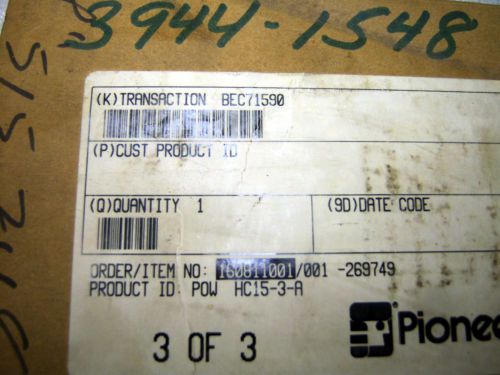 3944-1548
(K)TRANSACTION BEC71590
(P)CUST PRODUCT ID
(Q)QUANTITY 1
(9D)DATE CODE
ORDER/ITEM NO: 160811001/001 -269749
PRODUCT ID: POW HC15-3-A
3 OF 3
Pionee